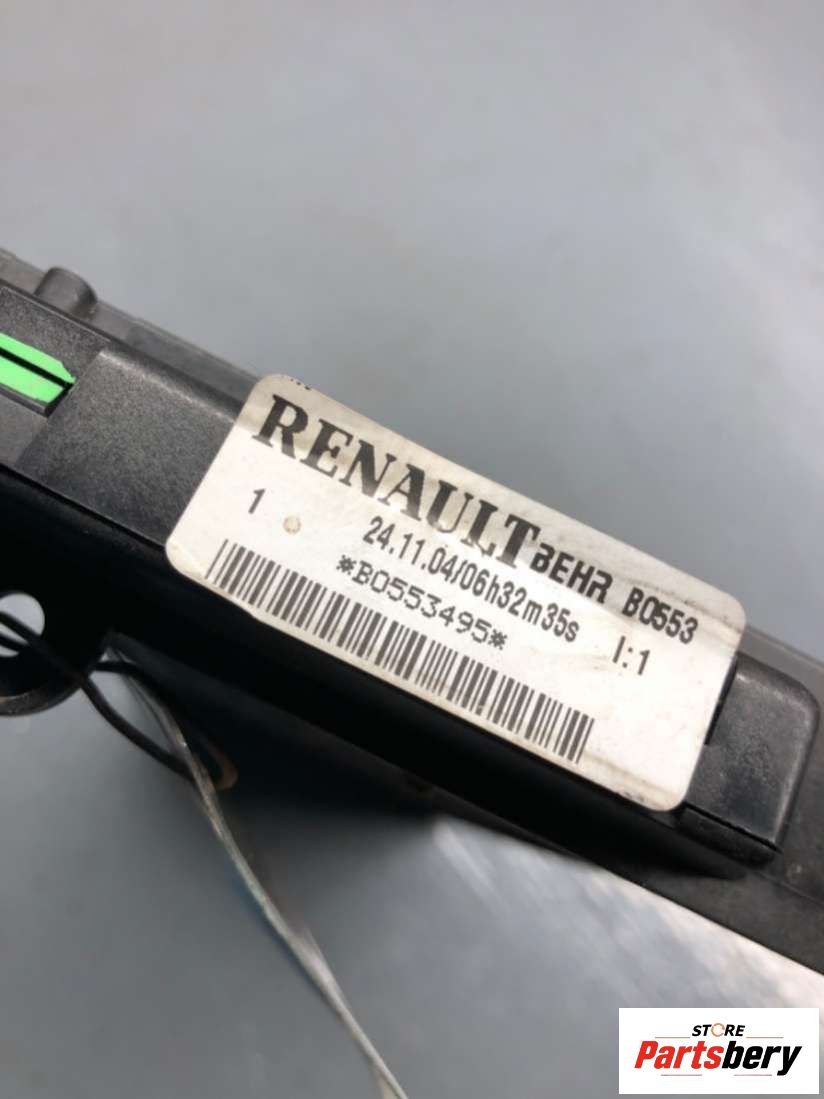 RENAULT BEHR B0553
1 24.11.04/06h32m35s I:1
*B0553495*
STORE
Partsbery